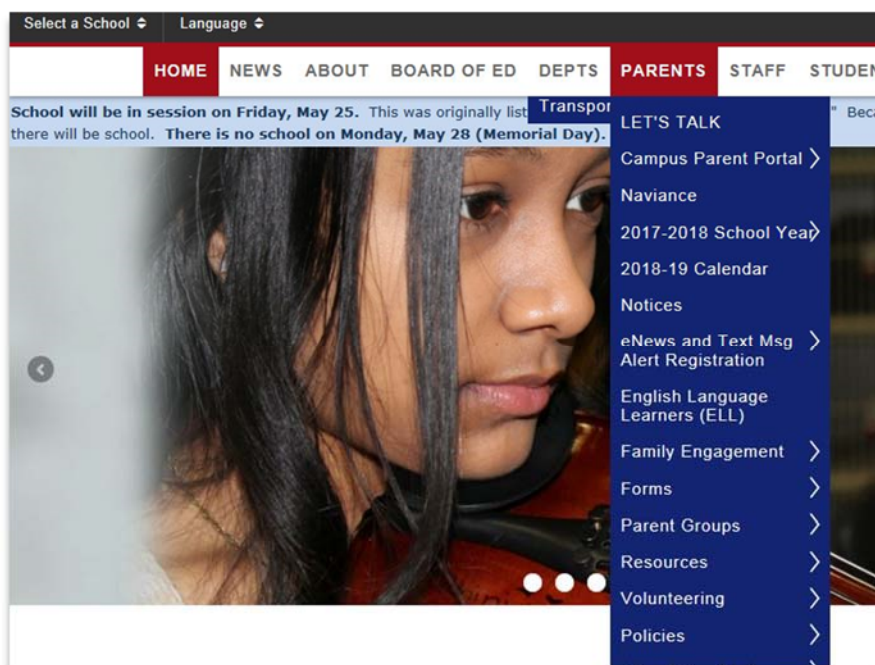 Select a School Language
HOME NEWS ABOUT BOARD OF ED DEPTS PARENTS STAFF
School will be in session on Friday, May 25. This was originally
there will be school. There is no school on Monday, May 28 (Memorial Day).
LET'S TALK
Campus Parent Portal
Naviance
2017-2018 School Year
2018-19 Calendar
Notices
eNews and Text Msg
Alert Registration
English Language
Learners (ELL)
Family Engagement
Forms
Parent Groups
Resources
Volunteering
Policies